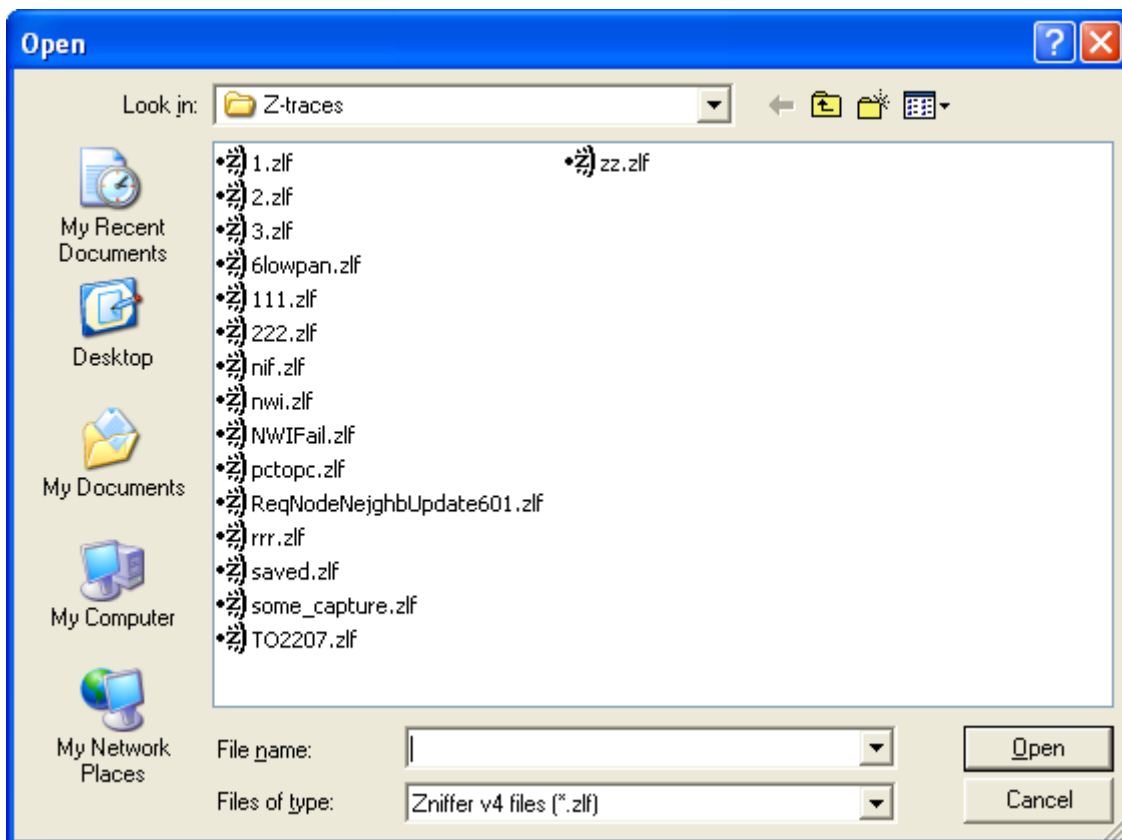 Open
Look in: Z-traces
My Recent
Documents
Desktop
My Documents
My Computer
My Network
Places
1.zlf
2.zlf
3.zlf
6lowpan.zlf
111.zlf
222.zlf
nif.zlf
nwi.zlf
NWIFail.zlf
pctopc.zlf
ReqNodeNejghbUpdate601.zlf
rrr.zlf
saved.zlf
some_capture.zlf
TO2207.zlf
zz.zlf
File name: Open
Files of type: Zniffer v4 files (*.zlf) Cancel